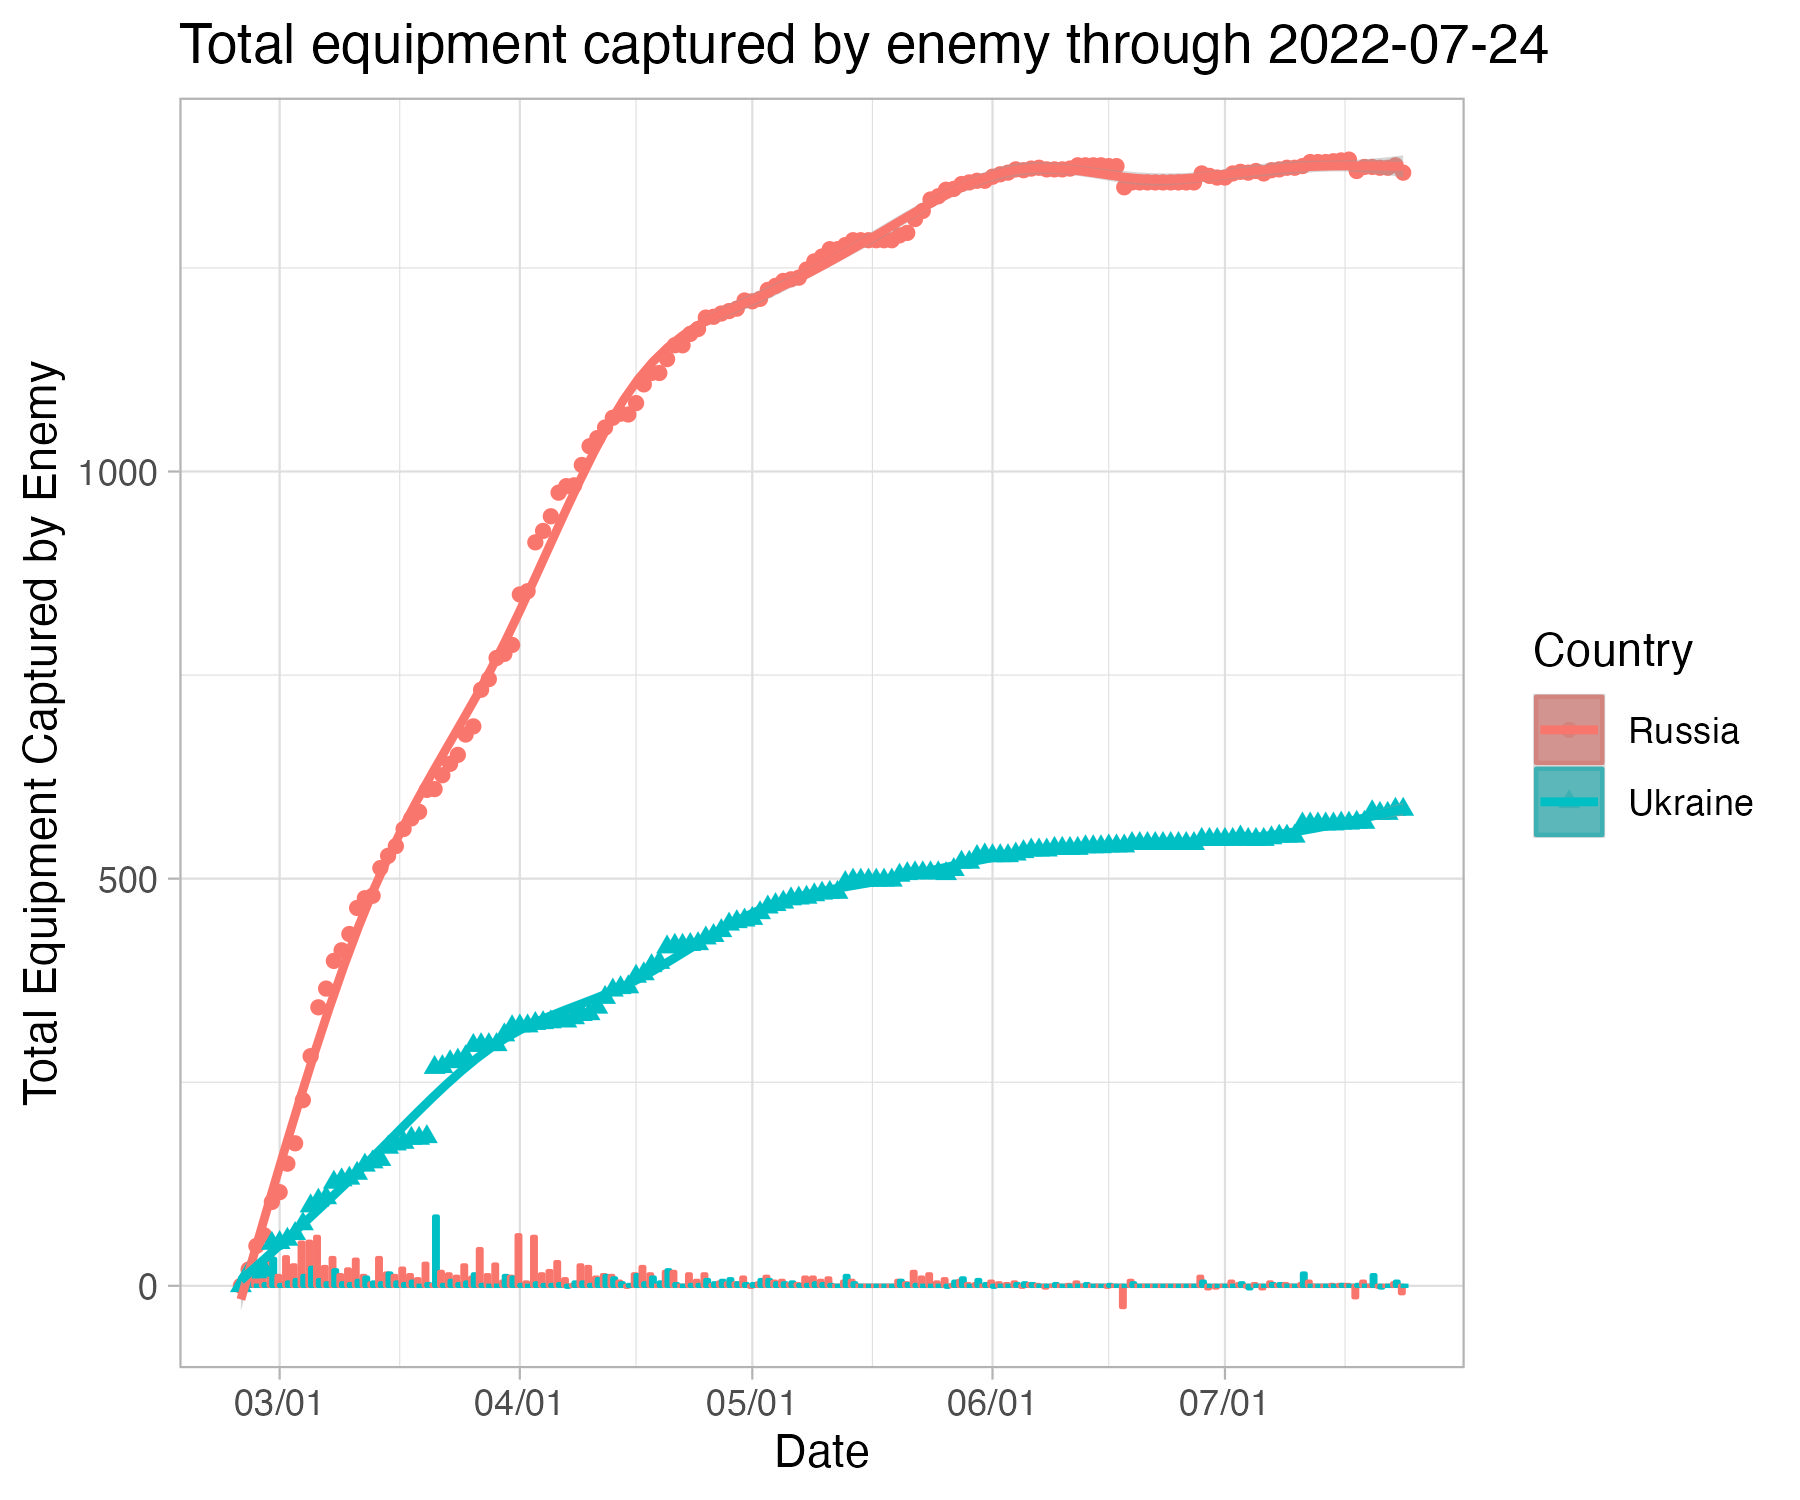 Total equipment captured by enemy through 2022-07-24
Total Equipment Captured by Enemy
1000
500
0
03/01
04/01
05/01
06/01
07/01
Date
Country
Russia
Ukraine